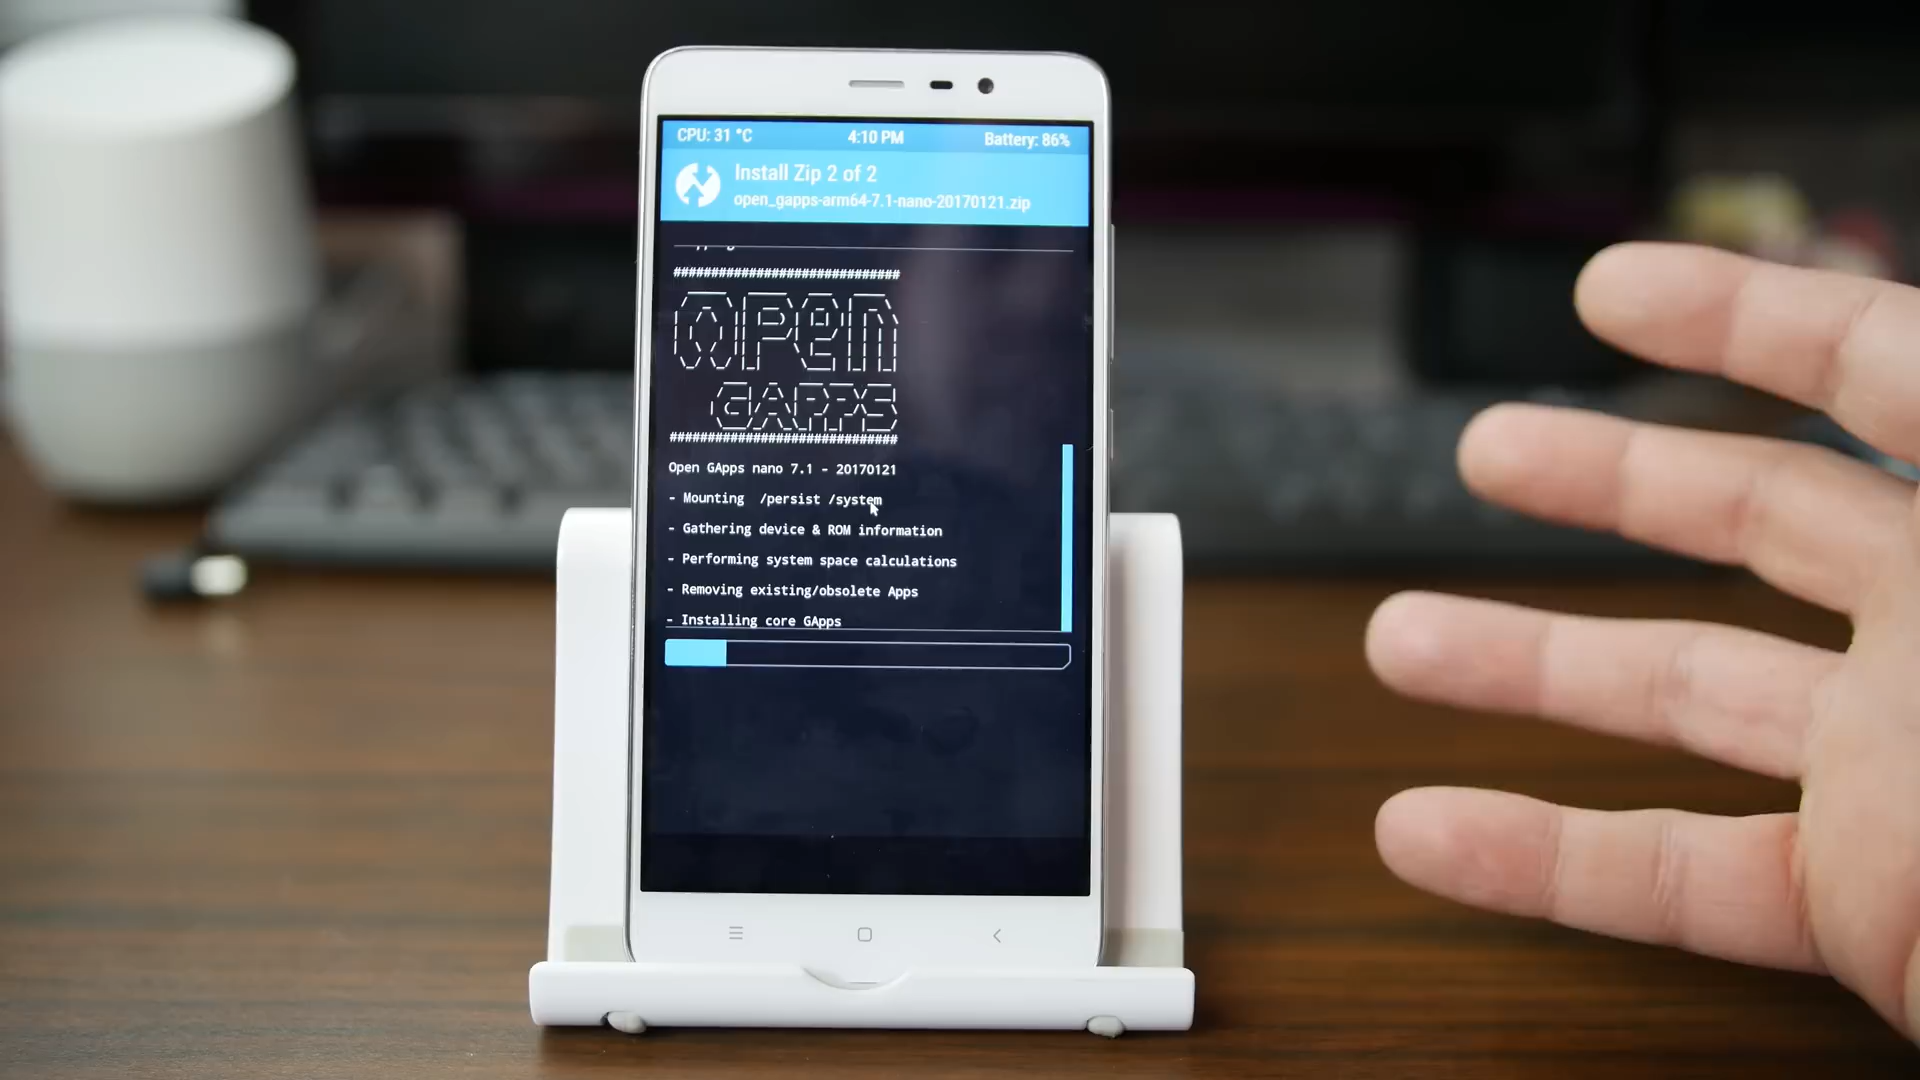 CPU: 31 °C 4:10 PM Battery: 86%
Install Zip 2 of 2
open_gapps-arm64-7.1-nano-20170121.zip
##############################
OPEN
GAPPS
##############################
Open GApps nano 7.1 - 20170121
- Mounting /persist /system
- Gathering device & ROM information
- Performing system space calculations
- Removing existing/obsolete Apps
- Installing core GApps